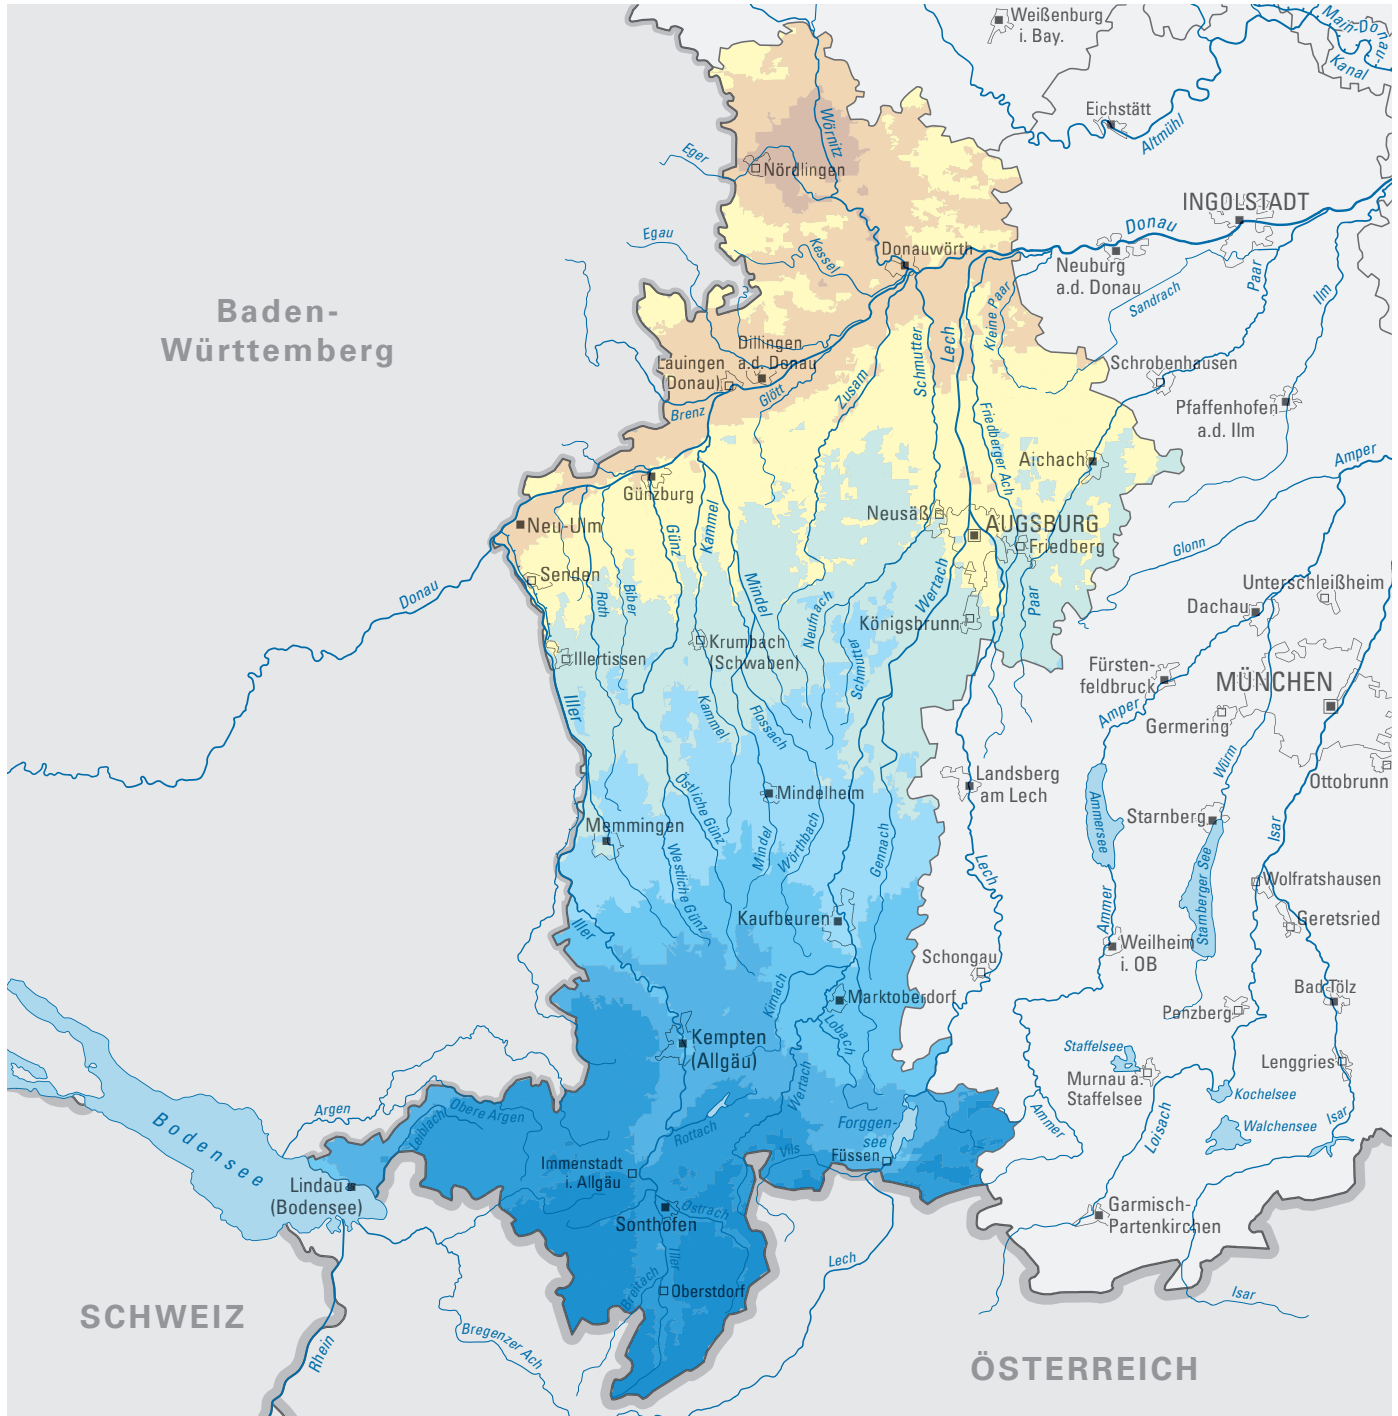 Weißenburg
i. Bay.
Main-Donau-
Kanal
Eichstätt
Altmühl
Wörnitz
Eger
Nördlingen
INGOLSTADT
Donau
Egau
Kessel
Donauwörth
Neuburg
a.d. Donau
Paar
Ilm
Sandrach
Kleine Paar
Baden-
Württemberg
Dillingen
a.d. Donau
Lauingen
(Donau)
Glött
Zusam
Schmutter
Lech
Schrobenhausen
Brenz
Friedberger Ach
Pfaffenhofen
a.d. Ilm
Aichach
Amper
Günzburg
Neu-Ulm
Günz
Kammel
Neusäß
AUGSBURG
Friedberg
Glonn
Senden
Donau
Roth
Biber
Mindel
Neufnach
Wertach
Paar
Unterschleißheim
Dachau
Königsbrunn
Krumbach
(Schwaben)
Schmutter
Illertissen
Fürsten-
feldbruck
MÜNCHEN
Iller
Kammel
Flossach
Amper
Germering
Würm
Landsberg
am Lech
Ottobrunn
Östliche Günz
Mindelheim
Ammersee
Starnberg
Isar
Memmingen
Mindel
Wörthbach
Gennach
Lech
Westliche Günz
Starnberger See
Wolfratshausen
Iller
Kaufbeuren
Ammer
Geretsried
Weilheim
i. OB
Schongau
Kirnach
Marktoberdorf
Bad Tölz
Penzberg
Lobach
Kempten
(Allgäu)
Staffelsee
Lenggries
Murnau a.
Staffelsee
Wertach
Kochelsee
Argen
Obere Argen
Leiblach
Bodensee
Rottach
Forggen-
see
Ammer
Loisach
Walchensee
Isar
Vils
Füssen
Immenstadt
i. Allgäu
Lindau
(Bodensee)
Ostrach
Sonthofen
Garmisch-
Partenkirchen
Iller
Lech
Breitach
Oberstdorf
Isar
SCHWEIZ
Rhein
Bregenzer Ach
ÖSTERREICH